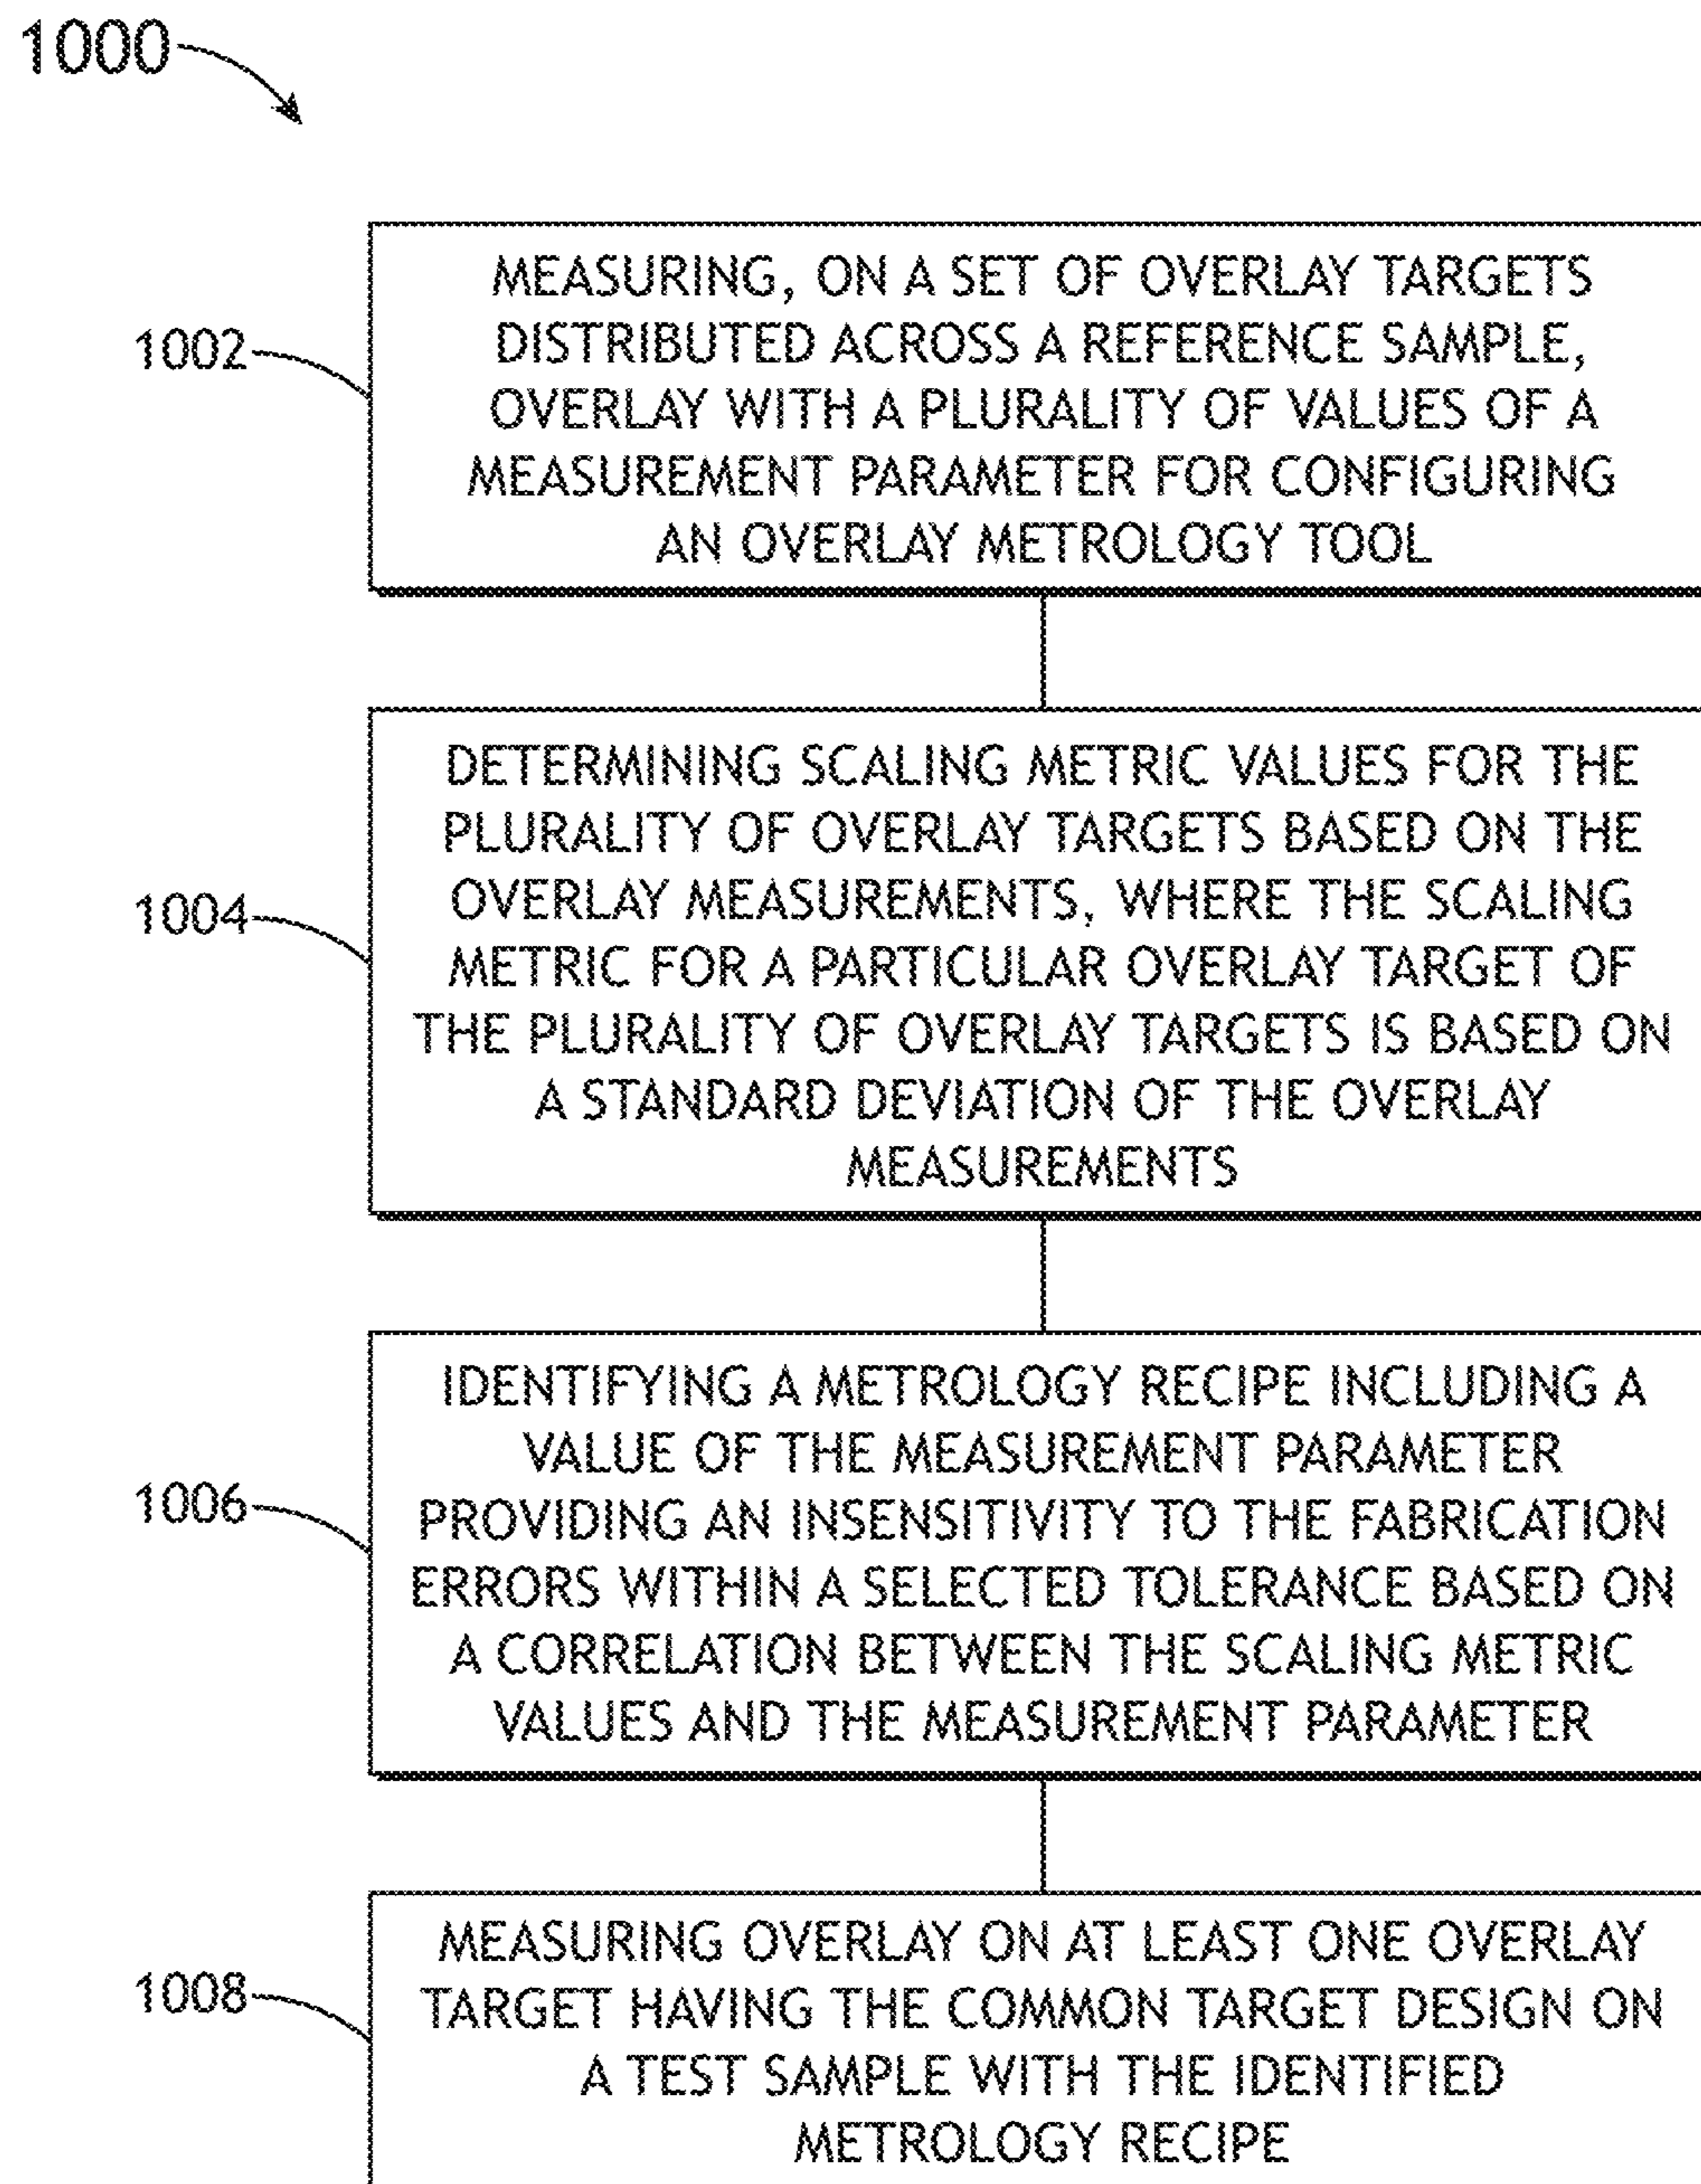 1000
1002
MEASURING, ON A SET OF OVERLAY TARGETS
DISTRIBUTED ACROSS A REFERENCE SAMPLE,
OVERLAY WITH A PLURALITY OF VALUES OF A
MEASUREMENT PARAMETER FOR CONFIGURING
AN OVERLAY METROLOGY TOOL
1004
DETERMINING SCALING METRIC VALUES FOR THE
PLURALITY OF OVERLAY TARGETS BASED ON THE
OVERLAY MEASUREMENTS, WHERE THE SCALING
METRIC FOR A PARTICULAR OVERLAY TARGET OF
THE PLURALITY OF OVERLAY TARGETS IS BASED ON
A STANDARD DEVIATION OF THE OVERLAY
MEASUREMENTS
1006
IDENTIFYING A METROLOGY RECIPE INCLUDING A
VALUE OF THE MEASUREMENT PARAMETER
PROVIDING AN INSENSITIVITY TO THE FABRICATION
ERRORS WITHIN A SELECTED TOLERANCE BASED ON
A CORRELATION BETWEEN THE SCALING METRIC
VALUES AND THE MEASUREMENT PARAMETER
1008
MEASURING OVERLAY ON AT LEAST ONE OVERLAY
TARGET HAVING THE COMMON TARGET DESIGN ON
A TEST SAMPLE WITH THE IDENTIFIED
METROLOGY RECIPE